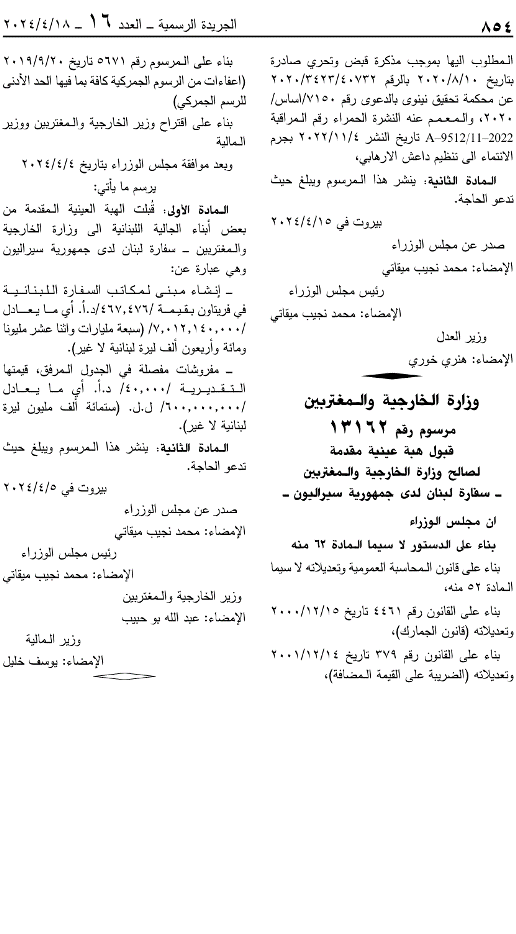 ٨٥٤
الجريدة الرسمية ــ العدد ١٦ ــ ٢٠٢٤/٤/١٨
المطلوب اليها بموجب مذكرة قبض وتحري صادرة
بتاريخ ٢٠٢٠/٨/١٠ بالرقم ٢٠٢٠/٣٤٢٣/٤٠٧٣٢
عن محكمة تحقيق نينوى بالدعوى رقم ٧١٥٠/اساس/
٢٠٢٠، والمعمم عنه النشرة الحمراء رقم المراقبة
A–9512/11–2022 تاريخ النشر ٢٠٢٢/١١/٤ بجرم
الانتماء الى تنظيم داعش الارهابي،
المادة الثانية: ينشر هذا المرسوم ويبلغ حيث
تدعو الحاجة.
بيروت في ٢٠٢٤/٤/١٥
صدر عن مجلس الوزراء
الإمضاء: محمد نجيب ميقاتي
رئيس مجلس الوزراء
الإمضاء: محمد نجيب ميقاتي
وزير العدل
الإمضاء: هنري خوري
وزارة الخارجية والمغتربين
مرسوم رقم ١٣١٦٢
قبول هبة عينية مقدمة
لصالح وزارة الخارجية والمغتربين
ــ سفارة لبنان لدى جمهورية سيراليون ــ
ان مجلس الوزراء
بناء على الدستور لا سيما المادة ٦٢ منه
بناء على قانون المحاسبة العمومية وتعديلاته لا سيما
المادة ٥٢ منه،
بناء على القانون رقم ٤٤٦١ تاريخ ٢٠٠٠/١٢/١٥
وتعديلاته (قانون الجمارك)،
بناء على القانون رقم ٣٧٩ تاريخ ٢٠٠١/١٢/١٤
وتعديلاته (الضريبة على القيمة المضافة)،
بناء على المرسوم رقم ٥٦٧١ تاريخ ٢٠١٩/٩/٢٠
(اعفاءات من الرسوم الجمركية كافة بما فيها الحد الأدنى
للرسم الجمركي)
بناء على اقتراح وزير الخارجية والمغتربين ووزير
المالية
وبعد موافقة مجلس الوزراء بتاريخ ٢٠٢٤/٤/٤
يرسم ما يأتي:
المادة الأولى: قُبلت الهبة العينية المقدمة من
بعض أبناء الجالية اللبنانية الى وزارة الخارجية
والمغتربين ــ سفارة لبنان لدى جمهورية سيراليون
وهي عبارة عن:
ــ إنشاء مبنى لمكاتب السفارة اللبنانية
في فريتاون بقيمة /٤٦٧,٤٧٦/د.أ. أي ما يعادل
/٧,٠١٢,١٤٠,٠٠٠/ (سبعة مليارات واثنا عشر مليونا
ومائة وأربعون ألف ليرة لبنانية لا غير).
ــ مفروشات مفصلة في الجدول المرفق، قيمتها
التقديرية /٤٠,٠٠٠/ د.أ. أي ما يعادل
/٦٠٠,٠٠٠,٠٠٠/ ل.ل. (ستمائة ألف مليون ليرة
لبنانية لا غير).
المادة الثانية: ينشر هذا المرسوم ويبلغ حيث
تدعو الحاجة.
بيروت في ٢٠٢٤/٤/٥
صدر عن مجلس الوزراء
الإمضاء: محمد نجيب ميقاتي
رئيس مجلس الوزراء
الإمضاء: محمد نجيب ميقاتي
وزير الخارجية والمغتربين
الإمضاء: عبد الله بو حبيب
وزير المالية
الإمضاء: يوسف خليل